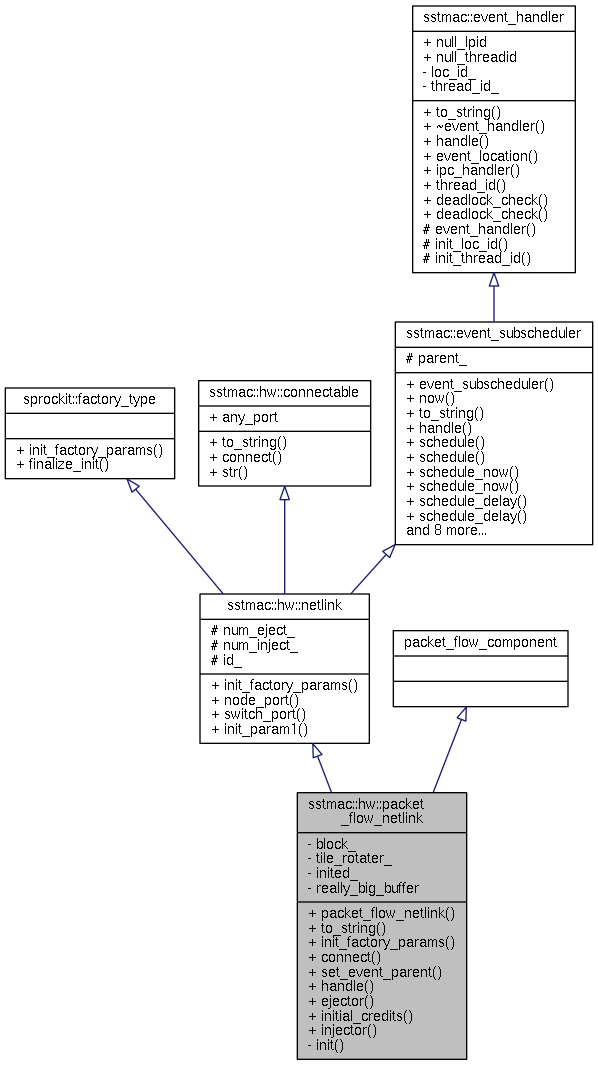 sstmac::event_handler
+ null_lpid
+ null_threadid
- loc_id_
- thread_id_
+ to_string()
+ ~event_handler()
+ handle()
+ event_location()
+ ipc_handler()
+ thread_id()
+ deadlock_check()
+ deadlock_check()
# event_handler()
# init_loc_id()
# init_thread_id()
sstmac::event_subscheduler
# parent_
+ event_subscheduler()
+ now()
+ to_string()
+ handle()
+ schedule()
+ schedule()
+ schedule_now()
+ schedule_now()
+ schedule_delay()
+ schedule_delay()
and 8 more...
sprockit::factory_type
+ init_factory_params()
+ finalize_init()
sstmac::hw::connectable
+ any_port
+ to_string()
+ connect()
+ str()
sstmac::hw::netlink
# num_eject_
# num_inject_
# id_
+ init_factory_params()
+ node_port()
+ switch_port()
+ init_param1()
packet_flow_component
sstmac::hw::packet
_flow_netlink
- block_
- tile_rotater_
- inited_
- really_big_buffer
+ packet_flow_netlink()
+ to_string()
+ init_factory_params()
+ connect()
+ set_event_parent()
+ handle()
+ ejector()
+ initial_credits()
+ injector()
- init()